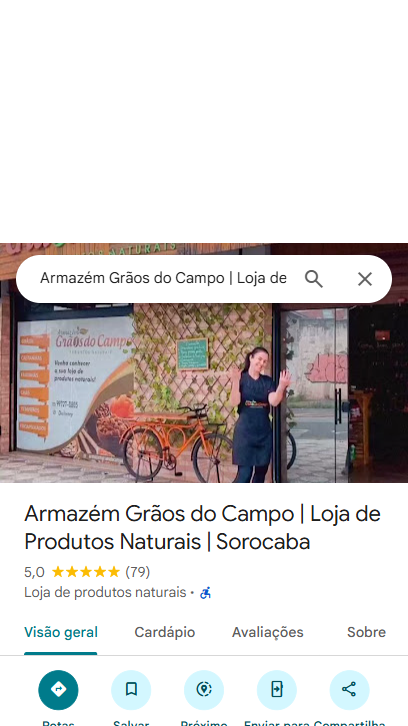 NATURAIS
Armazém Grãos do Campo | Loja de
Grãos do Campo
Venha conhecer
a sua loja de
produtos naturais!
Armazém Grãos do Campo | Loja de
Produtos Naturais | Sorocaba
5,0 ★★★★★ (79)
Loja de produtos naturais ·
Visão geral Cardápio Avaliações Sobre
Rotas Salvar Próximo Enviar para Compartilha